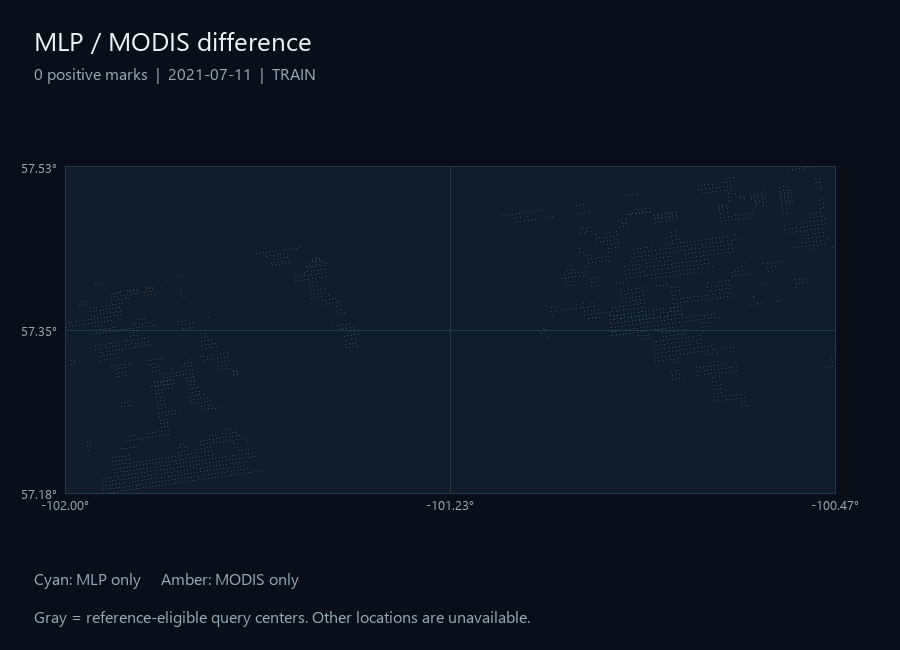 MLP / MODIS difference
0 positive marks | 2021-07-11 | TRAIN
57.53°
57.35°
57.18°
-102.00°
-101.23°
-100.47°
Cyan: MLP only Amber: MODIS only
Gray = reference-eligible query centers. Other locations are unavailable.